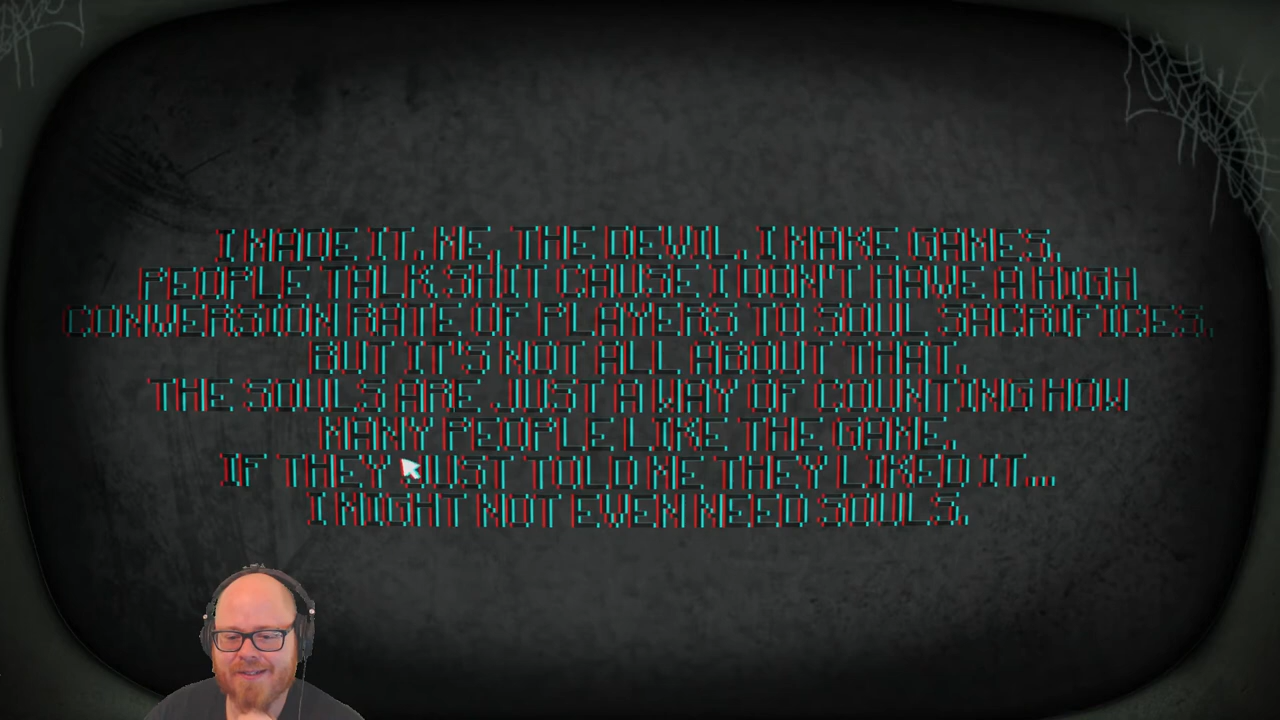 I MADE IT. ME, THE DEVIL. I MAKE GAMES.
PEOPLE TALK SHIT CAUSE I DON'T HAVE A HIGH
CONVERSION RATE OF PLAYERS TO SOUL SACRIFICES.
BUT IT'S NOT ALL ABOUT THAT.
THE SOULS ARE JUST A WAY OF COUNTING HOW
MANY PEOPLE LIKE THE GAME.
IF THEY JUST TOLD ME THEY LIKED IT...
I MIGHT NOT EVEN NEED SOULS.